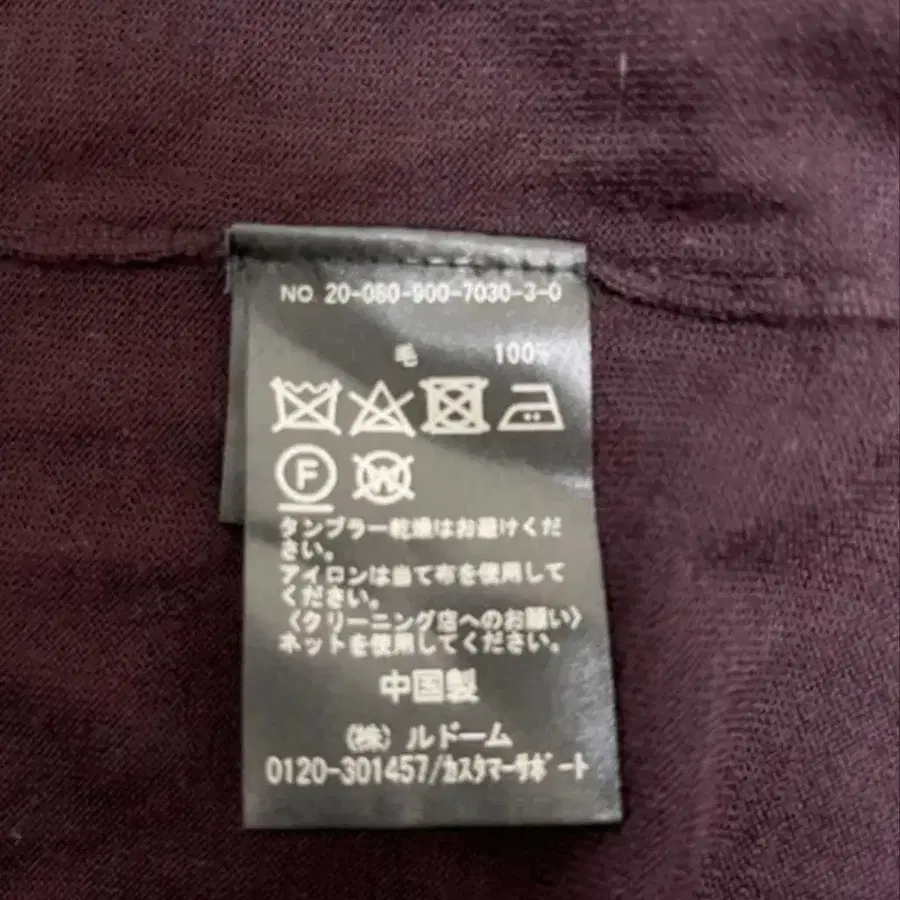 NO 20-080-900-7030-3-0
毛 100%
F W
タンブラー乾燥はお避けくだ
さい。
アイロンは当て布を使用して
ください。
〈クリーニング店へのお願い〉
ネットを使用してください。
中国製
(株) ルドーム
0120-301457/カスタマーサポート